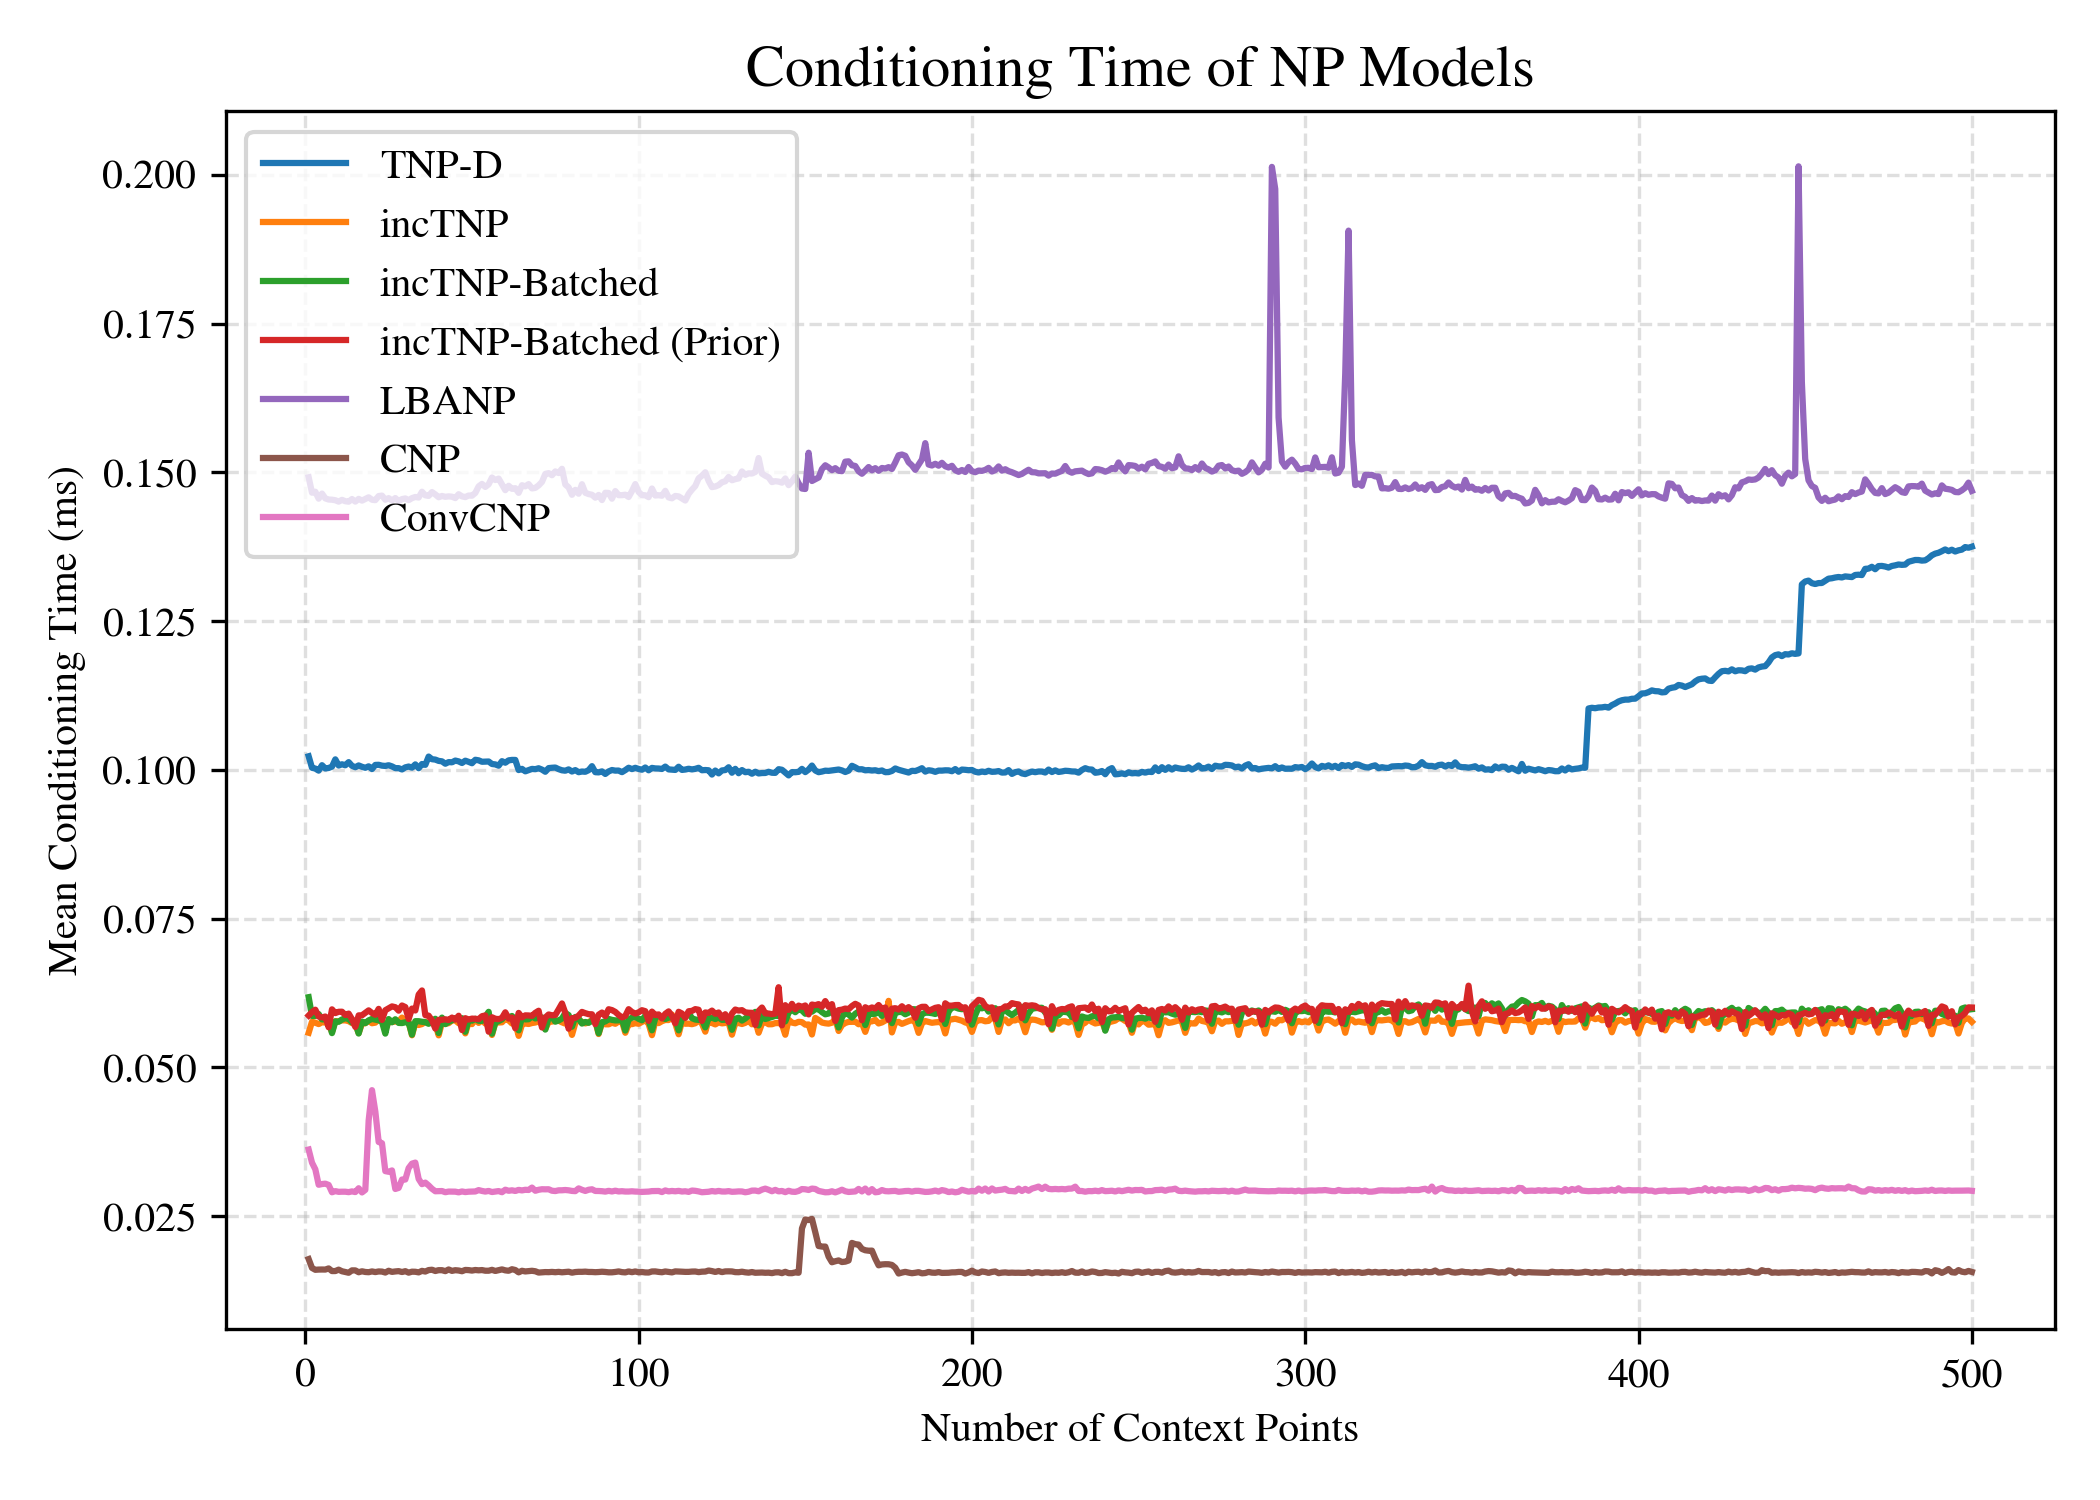 Conditioning Time of NP Models
TNP-D
incTNP
incTNP-Batched
incTNP-Batched (Prior)
LBANP
CNP
ConvCNP
Mean Conditioning Time (ms)
0.200
0.175
0.150
0.125
0.100
0.075
0.050
0.025
0 100 200 300 400 500
Number of Context Points